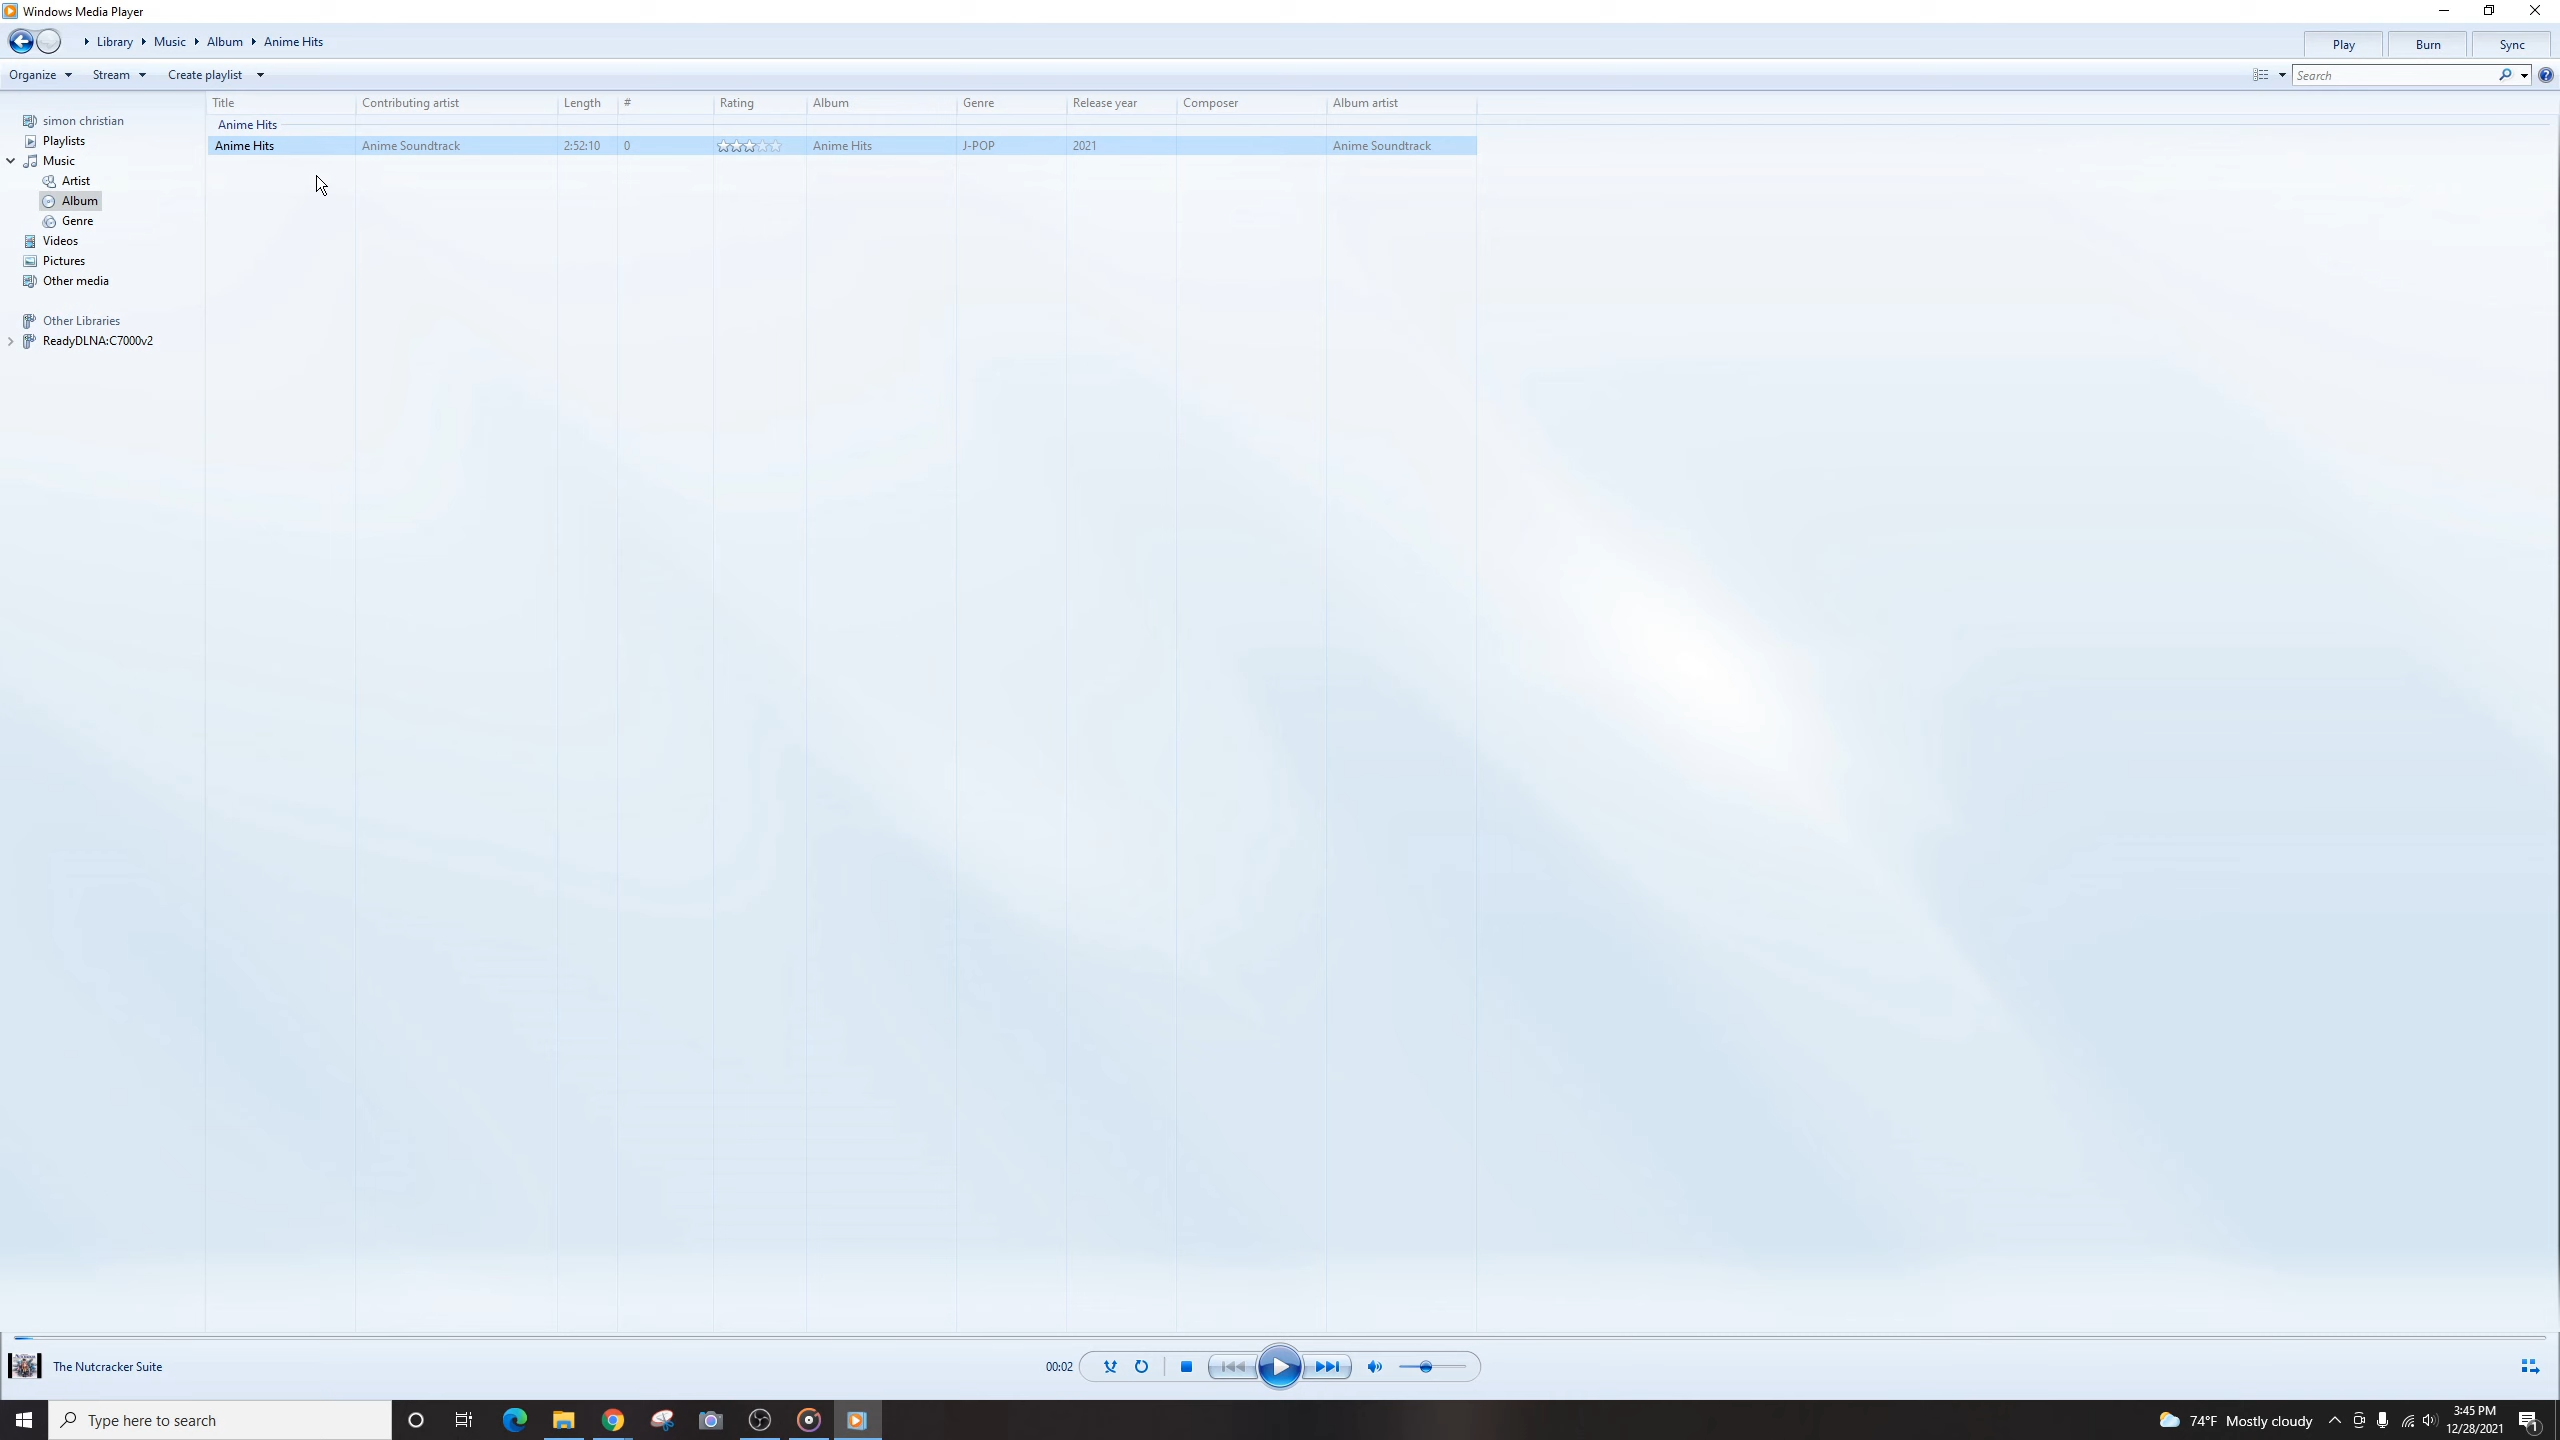 Windows Media Player
Library Music Album Anime Hits
Play Burn Sync
Organize Stream Create playlist
Search
Title Contributing artist Length # Rating Album Genre Release year Composer Album artist
Anime Hits
Anime Hits Anime Soundtrack 2:52:10 0 Anime Hits J-POP 2021 Anime Soundtrack
simon christian
Playlists
Music
Artist
Album
Genre
Videos
Pictures
Other media
Other Libraries
ReadyDLNA:C7000v2
The Nutcracker Suite
00:02
Type here to search
74°F Mostly cloudy
3:45 PM
12/28/2021
1